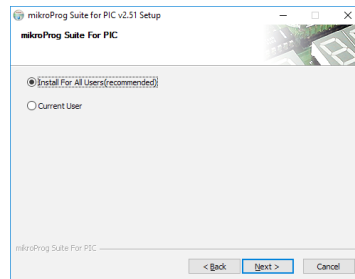 mikroProg Suite for PIC v2.51 Setup
mikroProg Suite For PIC
Install For All Users(recommended)
Current User
mikroProg Suite For PIC
< Back
Next >
Cancel